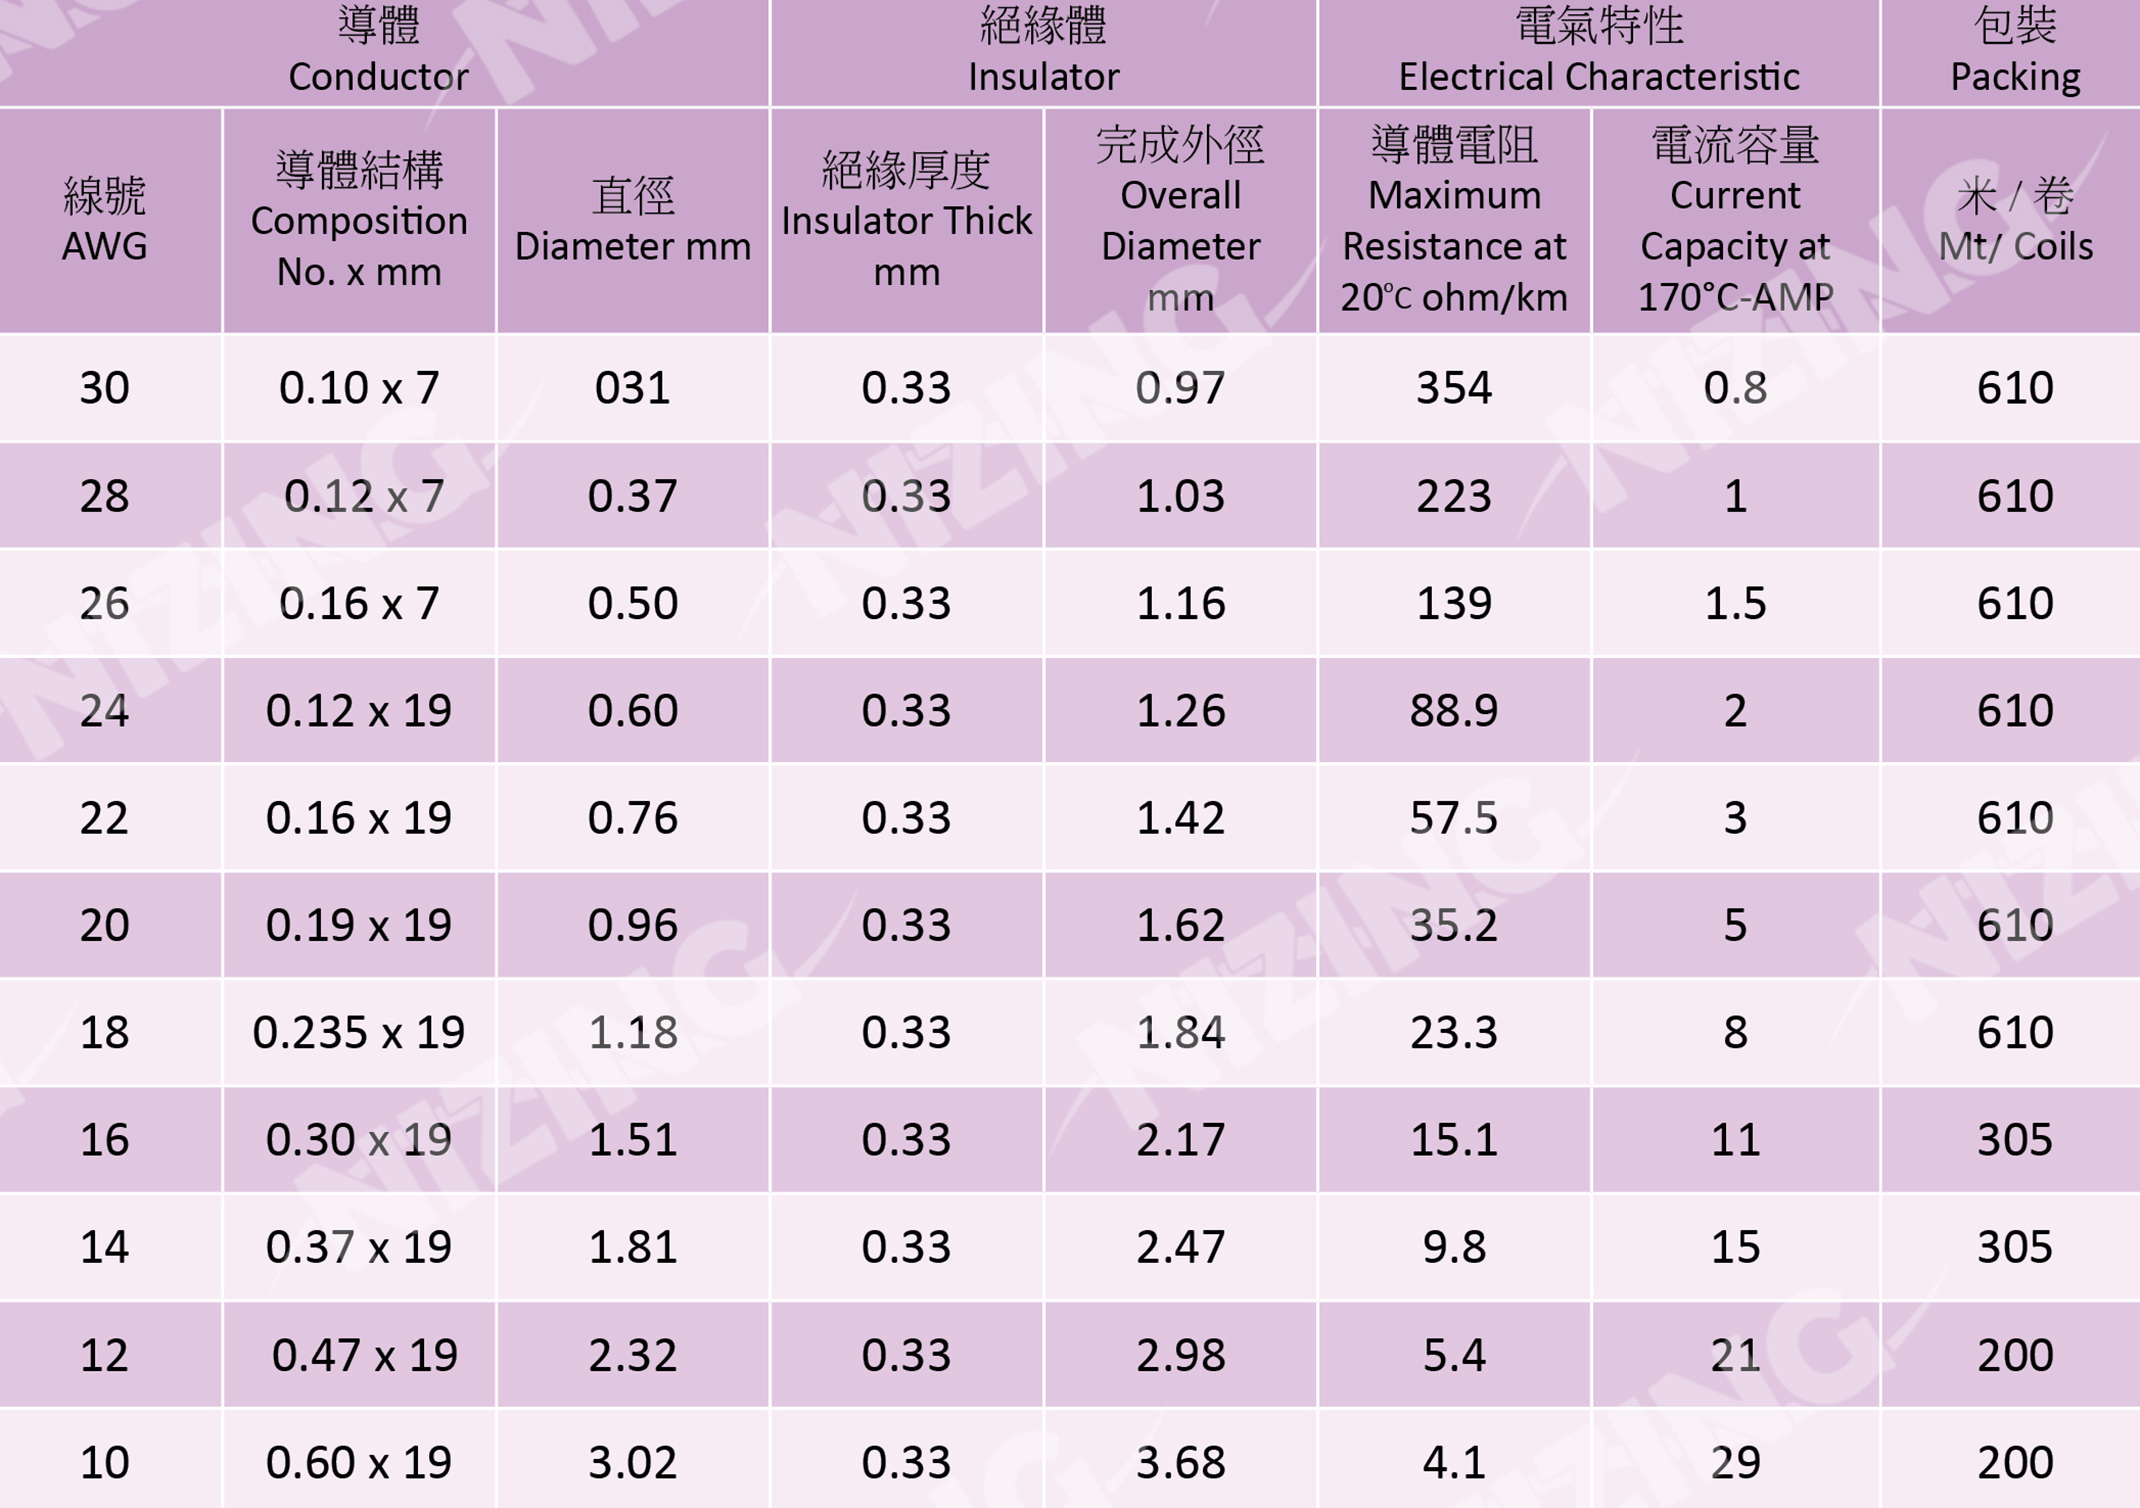 導體
Conductor
絕緣體
Insulator
電氣特性
Electrical Characteristic
包裝
Packing
線號
AWG
導體結構
Composition
No. x mm
直徑
Diameter mm
絕緣厚度
Insulator Thick
mm
完成外徑
Overall
Diameter
mm
導體電阻
Maximum
Resistance at
20°C ohm/km
電流容量
Current
Capacity at
170°C-AMP
米 / 卷
Mt/ Coils
30 0.10 x 7 031 0.33 0.97 354 0.8 610
28 0.12 x 7 0.37 0.33 1.03 223 1 610
26 0.16 x 7 0.50 0.33 1.16 139 1.5 610
24 0.12 x 19 0.60 0.33 1.26 88.9 2 610
22 0.16 x 19 0.76 0.33 1.42 57.5 3 610
20 0.19 x 19 0.96 0.33 1.62 35.2 5 610
18 0.235 x 19 1.18 0.33 1.84 23.3 8 610
16 0.30 x 19 1.51 0.33 2.17 15.1 11 305
14 0.37 x 19 1.81 0.33 2.47 9.8 15 305
12 0.47 x 19 2.32 0.33 2.98 5.4 21 200
10 0.60 x 19 3.02 0.33 3.68 4.1 29 200
NIZING